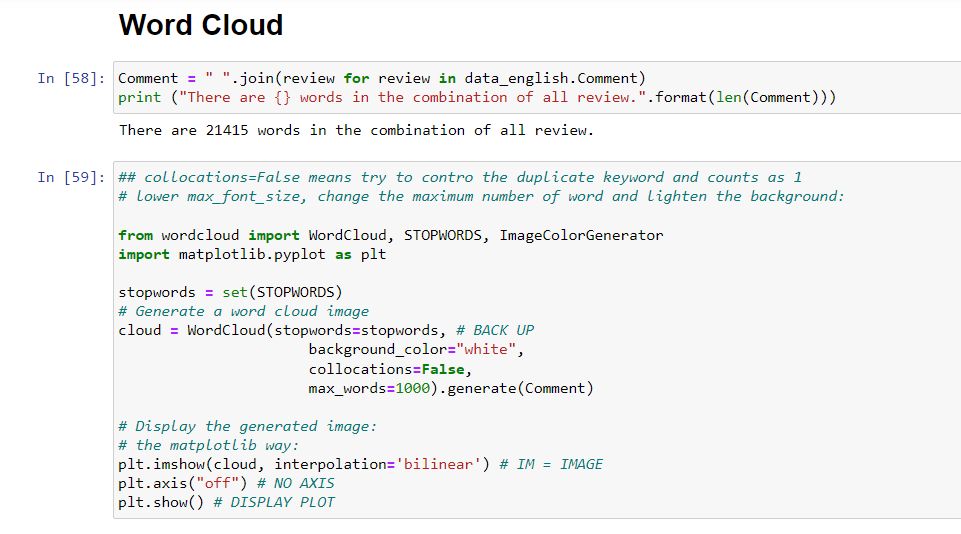 Word Cloud
In [58]: Comment = " ".join(review for review in data_english.Comment)
print ("There are {} words in the combination of all review.".format(len(Comment)))
There are 21415 words in the combination of all review.
In [59]: ## collocations=False means try to contro the duplicate keyword and counts as 1
# lower max_font_size, change the maximum number of word and lighten the background:
from wordcloud import WordCloud, STOPWORDS, ImageColorGenerator
import matplotlib.pyplot as plt
stopwords = set(STOPWORDS)
# Generate a word cloud image
cloud = WordCloud(stopwords=stopwords, # BACK UP
background_color="white",
collocations=False,
max_words=1000).generate(Comment)
# Display the generated image:
# the matplotlib way:
plt.imshow(cloud, interpolation='bilinear') # IM = IMAGE
plt.axis("off") # NO AXIS
plt.show() # DISPLAY PLOT